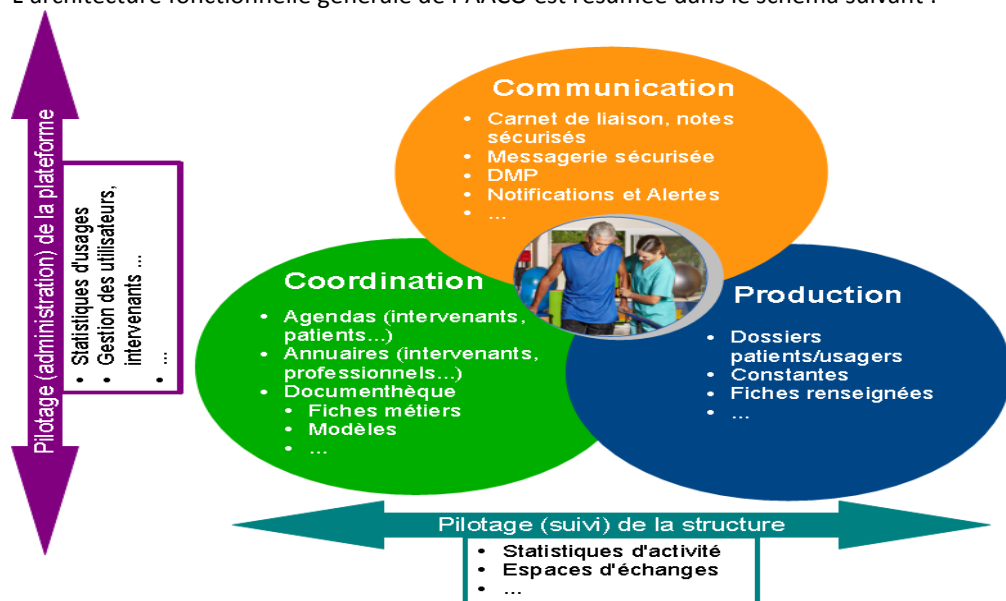 L'architecture fonctionnelle générale de l'AACO est résumée dans le schéma suivant :
Communication
• Carnet de liaison, notes
sécurisés
• Messagerie sécurisée
• DMP
• Notifications et Alertes
• ...
Coordination
• Agendas (intervenants,
patients...)
• Annuaires (intervenants,
professionnels...)
• Documenthèque
• Fiches métiers
• Modèles
• ...
Production
• Dossiers
patients/usagers
• Constantes
• Fiches renseignées
• ...
Pilotage (administration) de la plateforme
• Statistiques d'usages
• Gestion des utilisateurs,
intervenants ...
• ...
Pilotage (suivi) de la structure
• Statistiques d'activité
• Espaces d'échanges
• ...